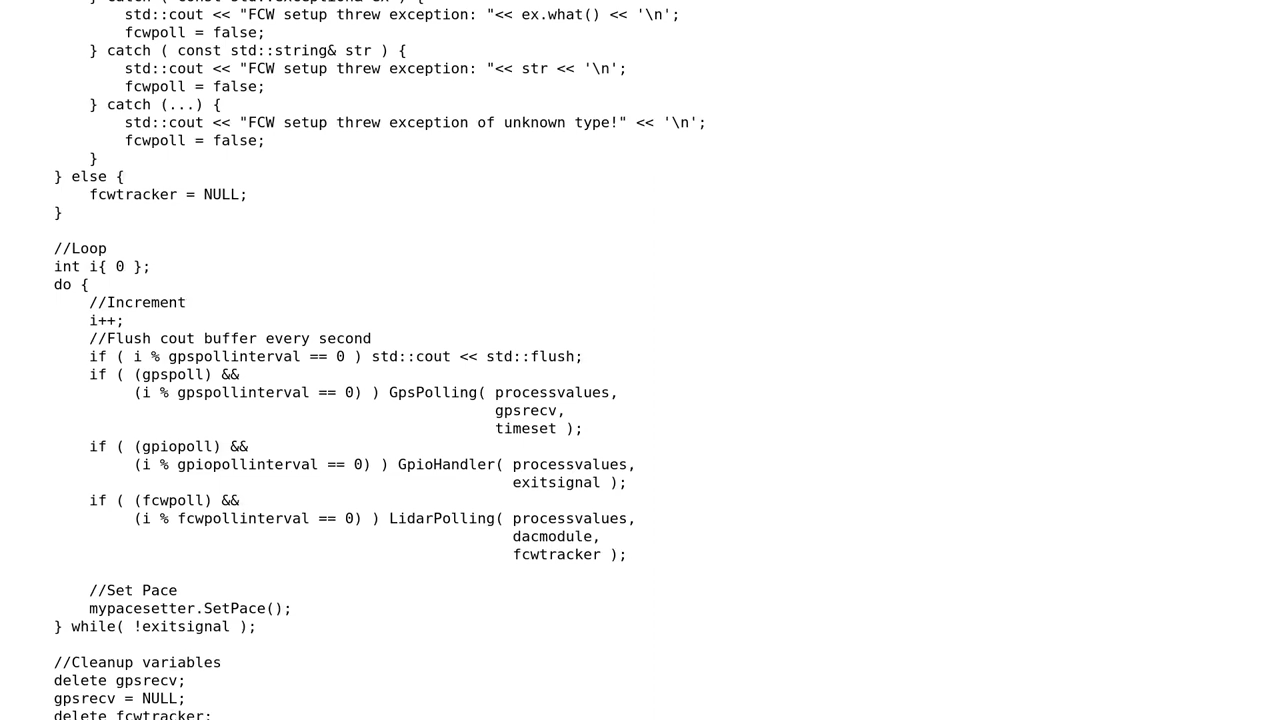 std::cout << "FCW setup threw exception: "<< ex.what() << '\n';
fcwpoll = false;
} catch ( const std::string& str ) {
std::cout << "FCW setup threw exception: "<< str << '\n';
fcwpoll = false;
} catch (...) {
std::cout << "FCW setup threw exception of unknown type!" << '\n';
fcwpoll = false;
}
} else {
fcwtracker = NULL;
}
//Loop
int i{ 0 };
do {
//Increment
i++;
//Flush cout buffer every second
if ( i % gpspollinterval == 0 ) std::cout << std::flush;
if ( (gpspoll) &&
(i % gpspollinterval == 0) ) GpsPolling( processvalues,
gpsrecv,
timeset );
if ( (gpiopoll) &&
(i % gpiopollinterval == 0) ) GpioHandler( processvalues,
exitsignal );
if ( (fcwpoll) &&
(i % fcwpollinterval == 0) ) LidarPolling( processvalues,
dacmodule,
fcwtracker );
//Set Pace
mypacesetter.SetPace();
} while( !exitsignal );
//Cleanup variables
delete gpsrecv;
gpsrecv = NULL;
delete fcwtracker;